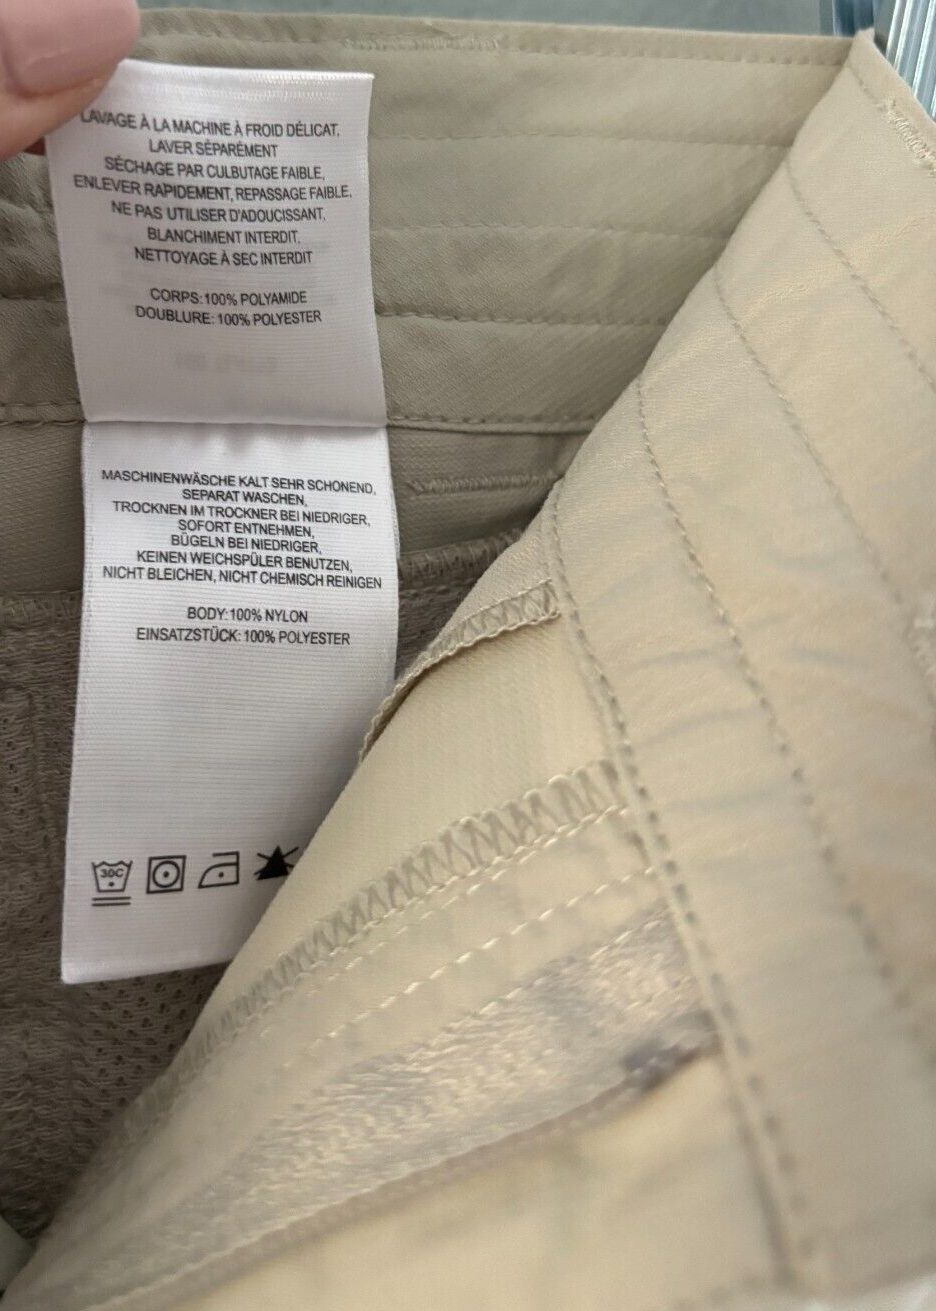 LAVAGE À LA MACHINE À FROID DÉLICAT.
LAVER SÉPARÉMENT
SÉCHAGE PAR CULBUTAGE FAIBLE,
ENLEVER RAPIDEMENT, REPASSAGE FAIBLE.
NE PAS UTILISER D'ADOUCISSANT.
BLANCHIMENT INTERDIT.
NETTOYAGE À SEC INTERDIT
CORPS: 100% POLYAMIDE
DOUBLURE: 100% POLYESTER
MASCHINENWÄSCHE KALT SEHR SCHONEND,
SEPARAT WASCHEN,
TROCKNEN IM TROCKNER BEI NIEDRIGER,
SOFORT ENTNEHMEN,
BÜGELN BEI NIEDRIGER,
KEINEN WEICHSPÜLER BENUTZEN,
NICHT BLEICHEN, NICHT CHEMISCH REINIGEN
BODY: 100% NYLON
EINSATZSTÜCK: 100% POLYESTER
30C